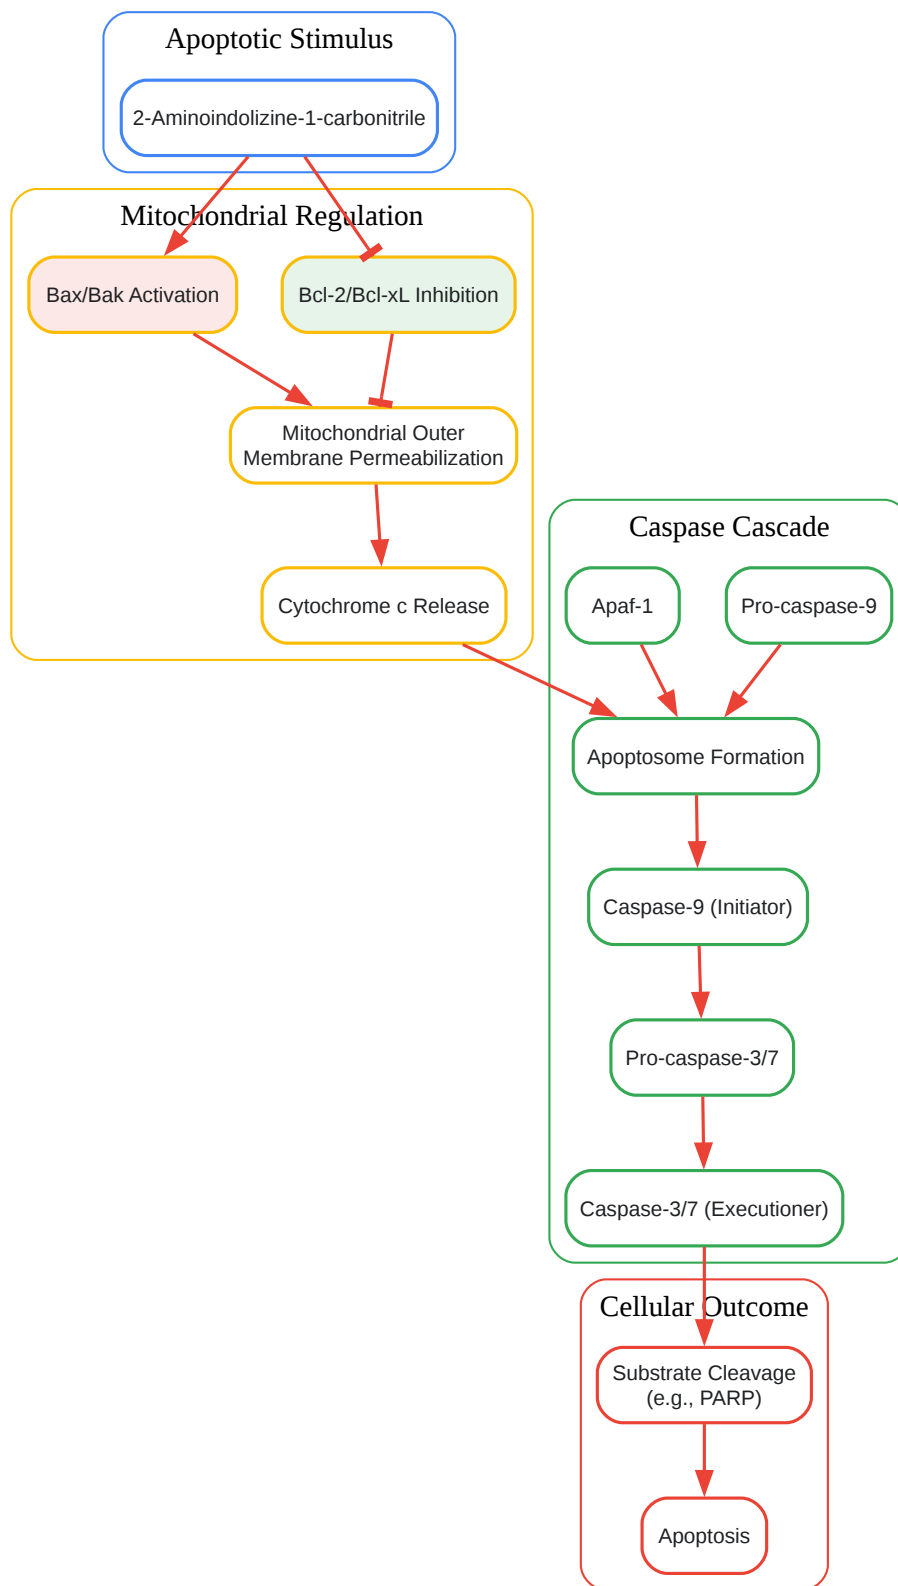 Apoptotic Stimulus
2-Aminoindolizine-1-carbonitrile
Mitochondrial Regulation
Bax/Bak Activation
Bcl-2/Bcl-xL Inhibition
Mitochondrial Outer
Membrane Permeabilization
Cytochrome c Release
Caspase Cascade
Apaf-1
Pro-caspase-9
Apoptosome Formation
Caspase-9 (Initiator)
Pro-caspase-3/7
Caspase-3/7 (Executioner)
Cellular Outcome
Substrate Cleavage
(e.g., PARP)
Apoptosis